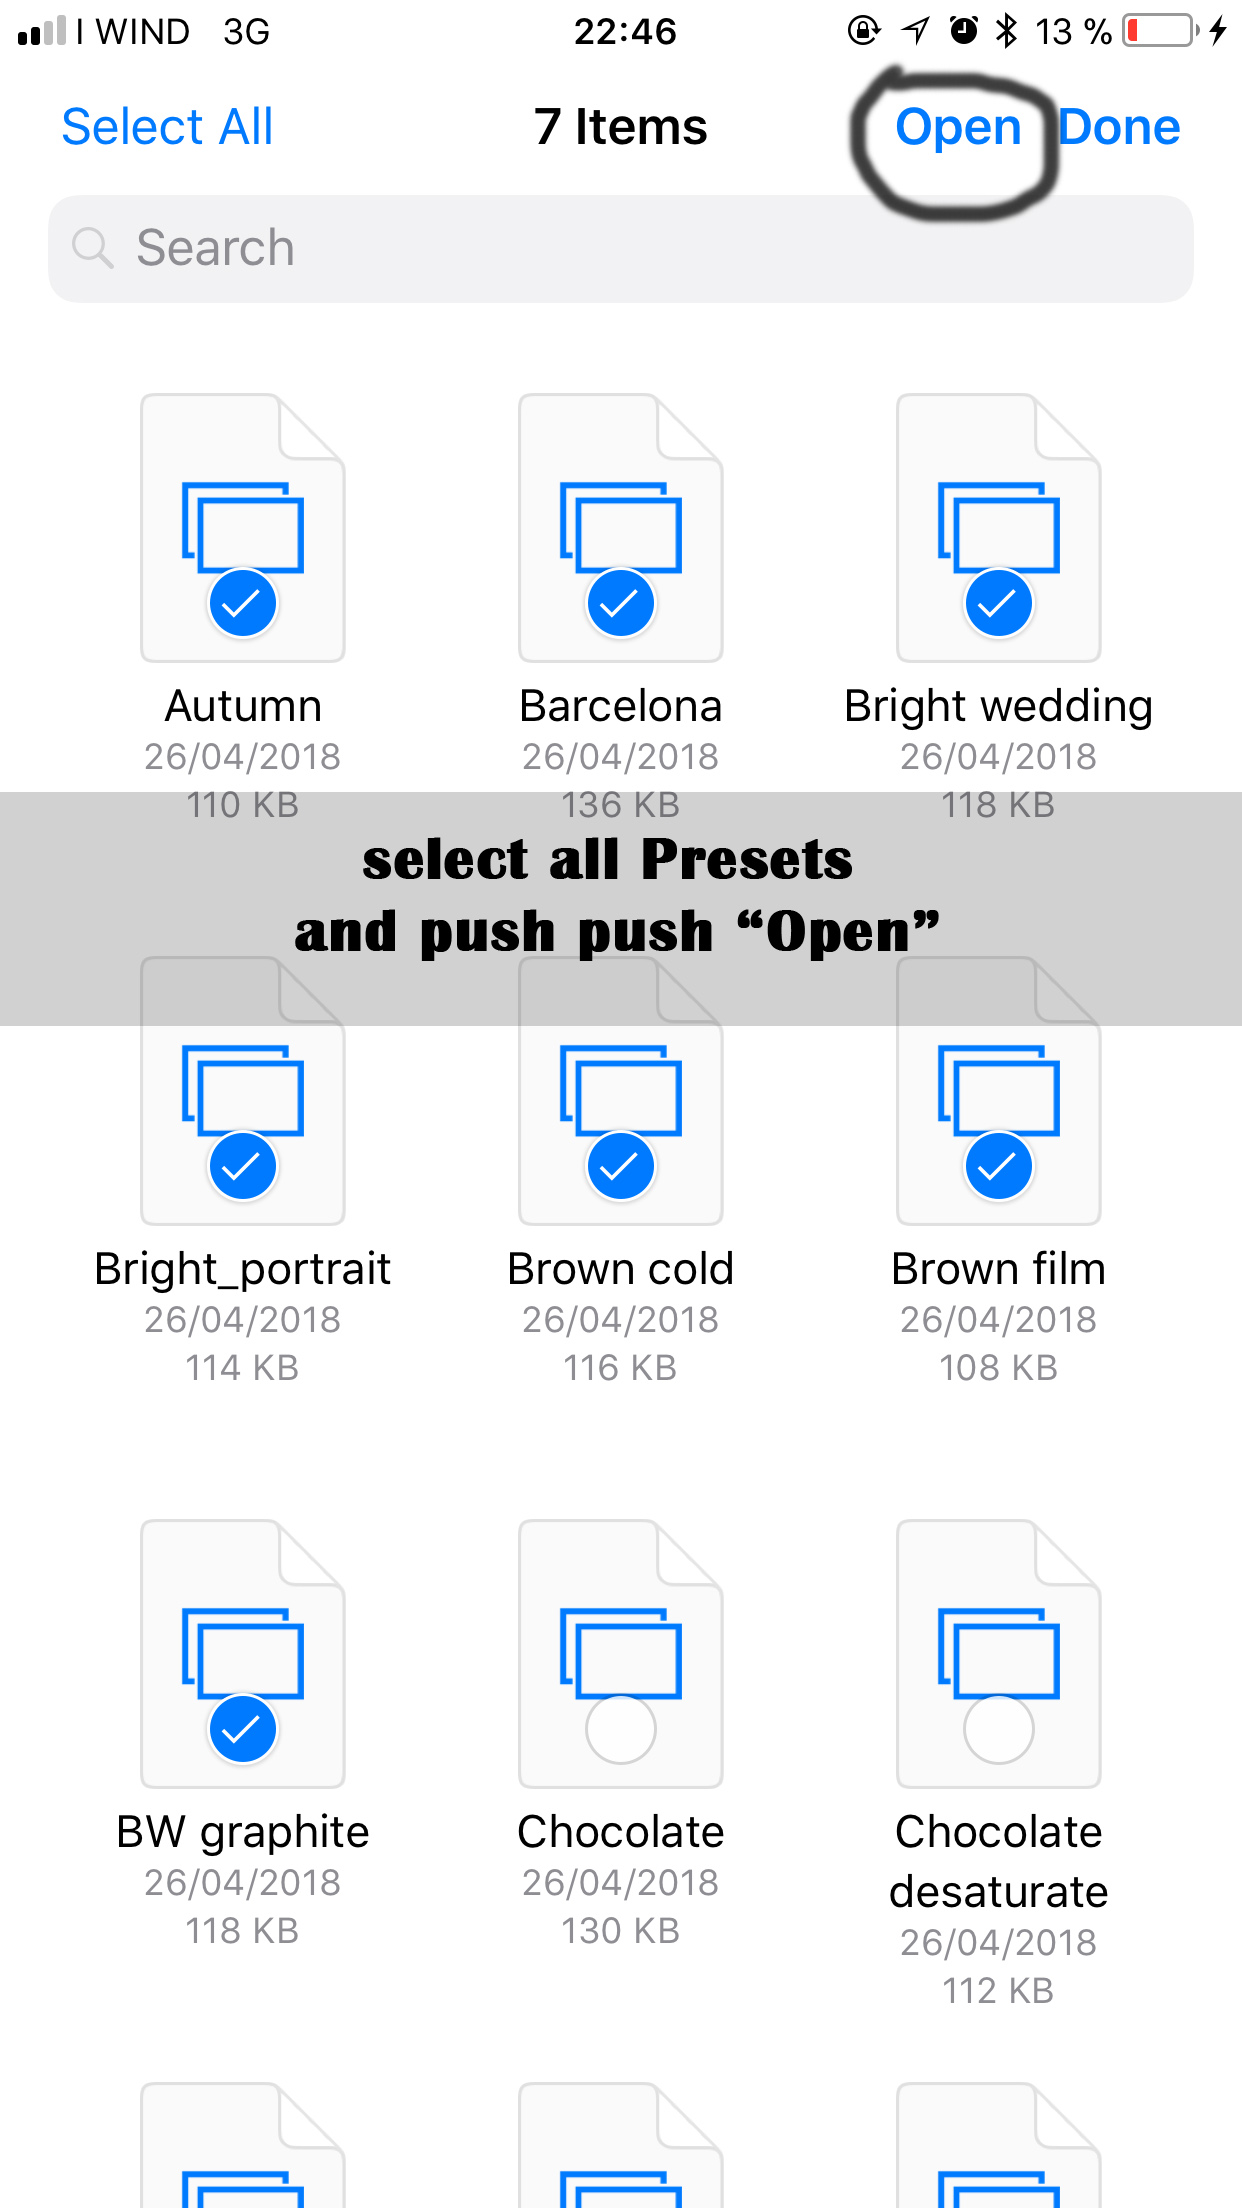 I WIND 3G 22:46 13 %
Select All 7 Items Open Done
Search
Autumn Barcelona Bright wedding
26/04/2018 26/04/2018 26/04/2018
110 KB 136 KB 118 KB
select all Presets
and push push “Open”
Bright_portrait Brown cold Brown film
26/04/2018 26/04/2018 26/04/2018
114 KB 116 KB 108 KB
BW graphite Chocolate Chocolate
desaturate
26/04/2018 26/04/2018 26/04/2018
118 KB 130 KB 112 KB